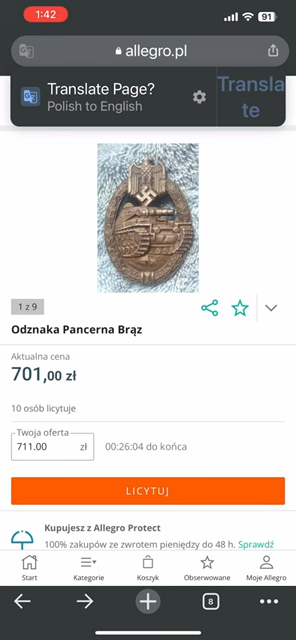 1:42
91
allegro.pl
Translate Page?
Polish to English
Transla
te
1 z 9
Odznaka Pancerna Brąz
Aktualna cena
701,00 zł
10 osób licytuje
Twoja oferta
711.00 zł
00:26:04 do końca
LICYTUJ
Kupujesz z Allegro Protect
100% zakupów ze zwrotem pieniędzy do 48 h. Sprawdź
Start Kategorie Koszyk Obserwowane Moje Allegro
8